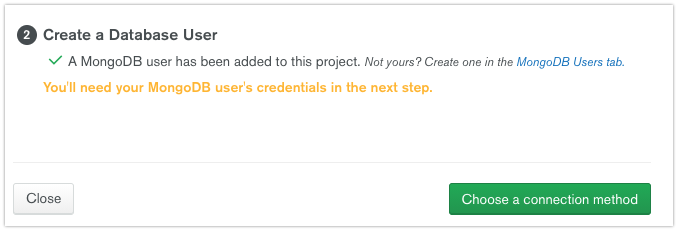 2 Create a Database User
A MongoDB user has been added to this project. Not yours? Create one in the MongoDB Users tab.
You'll need your MongoDB user's credentials in the next step.
Close
Choose a connection method